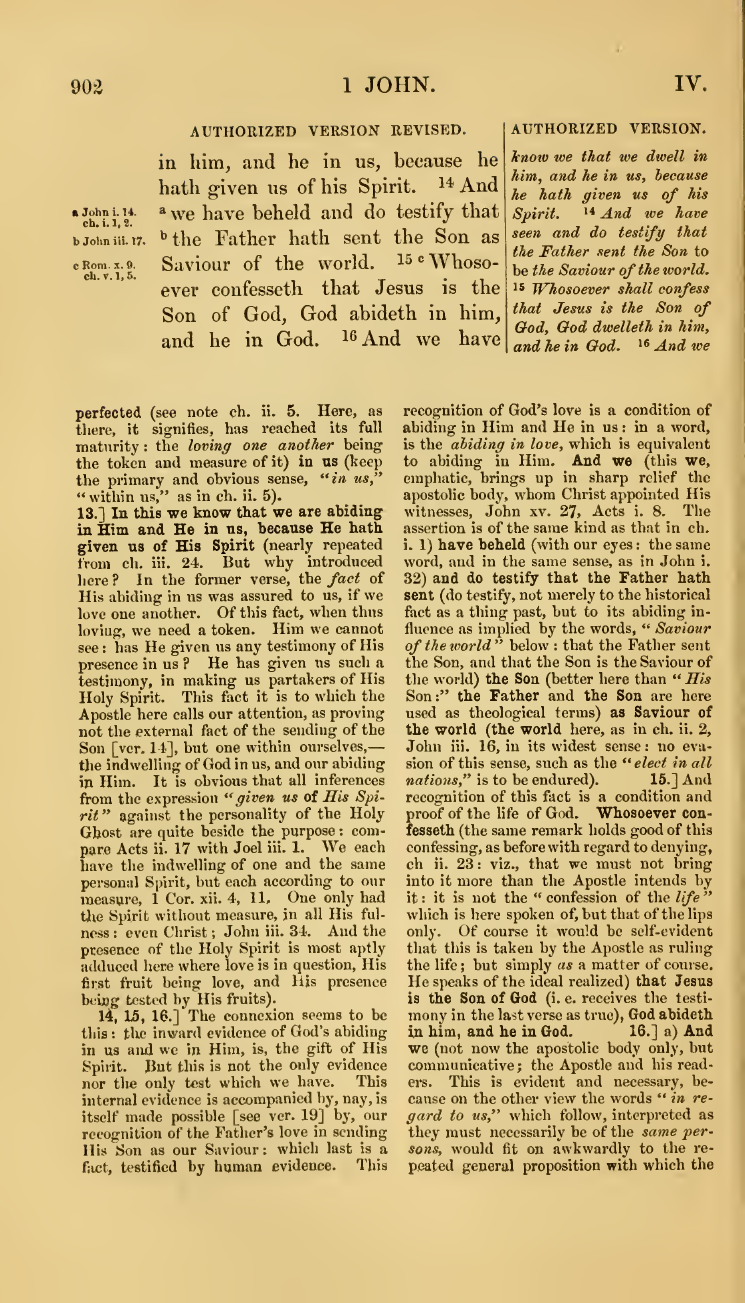 902
1 JOHN.
IV.
AUTHORIZED VERSION REVISED.
in him, and he in us, because he
hath given us of his Spirit. 14 And
a we have beheld and do testify that
b the Father hath sent the Son as
Saviour of the world. 15 c Whoso-
ever confesseth that Jesus is the
Son of God, God abideth in him,
and he in God. 16 And we have
a John i. 14.
ch. i. 1, 2.
b John iii. 17.
c Rom. x. 9.
ch. v. 1, 5.
AUTHORIZED VERSION.
know we that we dwell in
him, and he in us, because
he hath given us of his
Spirit. 14 And we have
seen and do testify that
the Father sent the Son to
be the Saviour of the world.
15 Whosoever shall confess
that Jesus is the Son of
God, God dwelleth in him,
and he in God. 16 And we
perfected (see note ch. ii. 5. Here, as
there, it signifies, has reached its full
maturity: the loving one another being
the token and measure of it) in us (keep
the primary and obvious sense, "in us,"
"within us," as in ch. ii. 5).
13.] In this we know that we are abiding
in Him and He in us, because He hath
given us of His Spirit (nearly repeated
from ch. iii. 24. But why introduced
here? In the former verse, the fact of
His abiding in us was assured to us, if we
love one another. Of this fact, when thus
loving, we need a token. Him we cannot
see: has He given us any testimony of His
presence in us? He has given us such a
testimony, in making us partakers of His
Holy Spirit. This fact it is to which the
Apostle here calls our attention, as proving
not the external fact of the sending of the
Son [ver. 14], but one within ourselves,—
the indwelling of God in us, and our abiding
in Him. It is obvious that all inferences
from the expression "given us of His Spi-
rit" against the personality of the Holy
Ghost are quite beside the purpose: com-
pare Acts ii. 17 with Joel iii. 1. We each
have the indwelling of one and the same
personal Spirit, but each according to our
measure, 1 Cor. xii. 4, 11. One only had
the Spirit without measure, in all His ful-
ness: even Christ; John iii. 34. And the
presence of the Holy Spirit is most aptly
adduced here where love is in question, His
first fruit being love, and His presence
being tested by His fruits).
14, 15, 16.] The connexion seems to be
this: the inward evidence of God's abiding
in us and we in Him, is, the gift of His
Spirit. But this is not the only evidence
nor the only test which we have. This
internal evidence is accompanied by, nay, is
itself made possible [see ver. 19] by, our
recognition of the Father's love in sending
His Son as our Saviour: which last is a
fact, testified by human evidence. This
recognition of God's love is a condition of
abiding in Him and He in us: in a word,
is the abiding in love, which is equivalent
to abiding in Him. And we (this we,
emphatic, brings up in sharp relief the
apostolic body, whom Christ appointed His
witnesses, John xv. 27, Acts i. 8. The
assertion is of the same kind as that in ch.
i. 1) have beheld (with our eyes: the same
word, and in the same sense, as in John i.
32) and do testify that the Father hath
sent (do testify, not merely to the historical
fact as a thing past, but to its abiding in-
fluence as implied by the words, "Saviour
of the world" below: that the Father sent
the Son, and that the Son is the Saviour of
the world) the Son (better here than "His
Son:" the Father and the Son are here
used as theological terms) as Saviour of
the world (the world here, as in ch. ii. 2,
John iii. 16, in its widest sense: no eva-
sion of this sense, such as the "elect in all
nations," is to be endured). 15.] And
recognition of this fact is a condition and
proof of the life of God. Whosoever con-
fesseth (the same remark holds good of this
confessing, as before with regard to denying,
ch ii. 23: viz., that we must not bring
into it more than the Apostle intends by
it: it is not the "confession of the life"
which is here spoken of, but that of the lips
only. Of course it would be self-evident
that this is taken by the Apostle as ruling
the life; but simply as a matter of course.
He speaks of the ideal realized) that Jesus
is the Son of God (i. e. receives the testi-
mony in the last verse as true), God abideth
in him, and he in God. 16.] a) And
we (not now the apostolic body only, but
communicative; the Apostle and his read-
ers. This is evident and necessary, be-
cause on the other view the words "in re-
gard to us," which follow, interpreted as
they must necessarily be of the same per-
sons, would fit on awkwardly to the re-
peated general proposition with which the